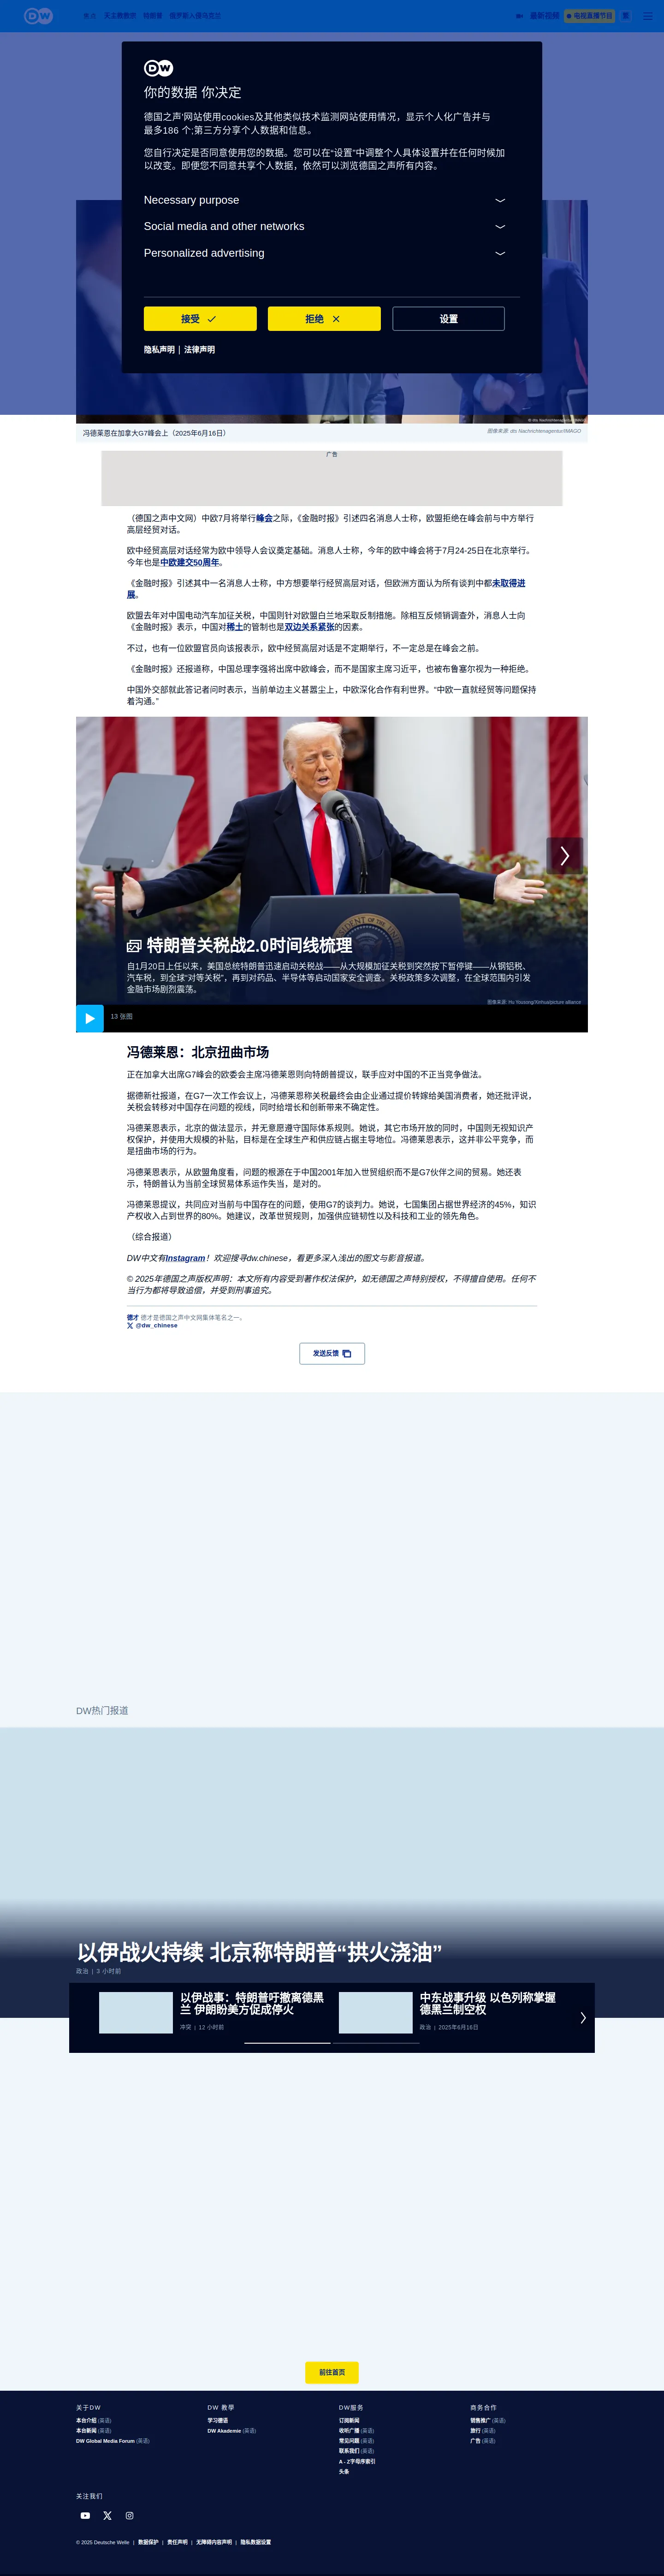 DW
最新视频
电视直播节目
DW
你的数据 你决定
德国之声'网站使用cookies及其他类似技术监测网站使用情况，显示个人化广告并与
最多186 个;第三方分享个人数据和信息。
您自行决定是否同意使用您的数据。您可以在“设置”中调整个人具体设置并在任何时候加
以改变。即便您不同意共享个人数据，依然可以浏览德国之声所有内容。
Necessary purpose
Social media and other networks
Personalized advertising
接受
拒绝
设置
隐私声明 | 法律声明
冯德莱恩在加拿大G7峰会上（2025年6月16日）
图像来源: dts Nachrichtenagentur/IMAGO
广告
（德国之声中文网）中欧7月将举行峰会之际，《金融时报》引述四名消息人士称，欧盟拒绝在峰会前与中方举行
高层经贸对话。
欧中经贸高层对话经常为欧中领导人会议奠定基础。消息人士称，今年的欧中峰会将于7月24-25日在北京举行。
今年也是中欧建交50周年。
《金融时报》引述其中一名消息人士称，中方想要举行经贸高层对话，但欧洲方面认为所有谈判中都未取得进
展。
欧盟去年对中国电动汽车加征关税，中国则针对欧盟白兰地采取反制措施。除相互反倾销调查外，消息人士向
《金融时报》表示，中国对稀土的管制也是双边关系紧张的因素。
不过，也有一位欧盟官员向该报表示，欧中经贸高层对话是不定期举行，不一定总是在峰会之前。
《金融时报》还报道称，中国总理李强将出席中欧峰会，而不是国家主席习近平，也被布鲁塞尔视为一种拒绝。
中国外交部就此答记者问时表示，当前单边主义甚嚣尘上，中欧深化合作有利世界。“中欧一直就经贸等问题保持
着沟通。”
特朗普关税战2.0时间线梳理
自1月20日上任以来，美国总统特朗普迅速启动关税战——从大规模加征关税到突然按下暂停键——从钢铝税、
汽车税，到全球“对等关税”，再到对药品、半导体等启动国家安全调查。关税政策多次调整，在全球范围内引发
金融市场剧烈震荡。
图像来源: Hu Yousong/Xinhua/picture alliance
13 张图
冯德莱恩：北京扭曲市场
正在加拿大出席G7峰会的欧委会主席冯德莱恩则向特朗普提议，联手应对中国的不正当竞争做法。
据德新社报道，在G7一次工作会议上，冯德莱恩称关税最终会由企业通过提价转嫁给美国消费者，她还批评说，
关税会转移对中国存在问题的视线，同时给增长和创新带来不确定性。
冯德莱恩表示，北京的做法显示，并无意愿遵守国际体系规则。她说，其它市场开放的同时，中国则无视知识产
权保护，并使用大规模的补贴，目标是在全球生产和供应链占据主导地位。冯德莱恩表示，这并非公平竞争，而
是扭曲市场的行为。
冯德莱恩表示，从欧盟角度看，问题的根源在于中国2001年加入世贸组织而不是G7伙伴之间的贸易。她还表
示，特朗普认为当前全球贸易体系运作失当，是对的。
冯德莱恩提议，共同应对当前与中国存在的问题，使用G7的谈判力。她说，七国集团占据世界经济的45%，知识
产权收入占到世界的80%。她建议，改革世贸规则，加强供应链韧性以及科技和工业的领先角色。
（综合报道）
DW中文有Instagram！欢迎搜寻dw.chinese，看更多深入浅出的图文与影音报道。
© 2025年德国之声版权声明：本文所有内容受到著作权法保护，如无德国之声特别授权，不得擅自使用。任何不
当行为都将导致追偿，并受到刑事追究。
德才 德才是德国之声中文网集体笔名之一。
@dw_chinese
发送反馈
DW热门报道
以伊战火持续 北京称特朗普“拱火浇油”
政治 | 3 小时前
以伊战事：特朗普吁撤离德黑
兰 伊朗盼美方促成停火
冲突 | 12 小时前
中东战事升级 以色列称掌握
德黑兰制空权
政治 | 2025年6月16日
前往首页
关于DW
本台介绍 (英语)
本台新闻 (英语)
DW Global Media Forum (英语)
DW 教學
学习德语
DW Akademie (英语)
DW服务
订阅新闻
收听广播 (英语)
常见问题 (英语)
联系我们 (英语)
A - Z字母序索引
头条
商务合作
销售推广 (英语)
旅行 (英语)
广告 (英语)
关注我们
© 2025 Deutsche Welle | 数据保护 | 责任声明 | 无障碍内容声明 | 隐私数据设置